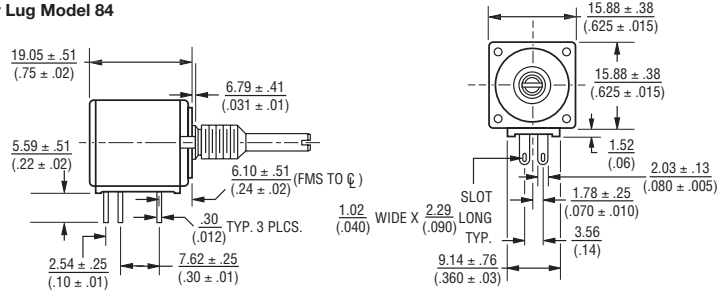 Lug Model 84
19.05 ± .51
(.75 ± .02)
6.79 ± .41
(.031 ± .01)
5.59 ± .51
(.22 ± .02)
6.10 ± .51 (FMS TO ℄ )
(.24 ± .02)
.30 TYP. 3 PLCS.
(.012)
2.54 ± .25
(.10 ± .01)
7.62 ± .25
(.30 ± .01)
15.88 ± .38
(.625 ± .015)
15.88 ± .38
(.625 ± .015)
1.52
(.06)
2.03 ± .13
(.080 ± .005)
SLOT
1.02 WIDE X 2.29 LONG
(.040) (.090)
TYP.
1.78 ± .25
(.070 ± .010)
3.56
(.14)
9.14 ± .76
(.360 ± .03)